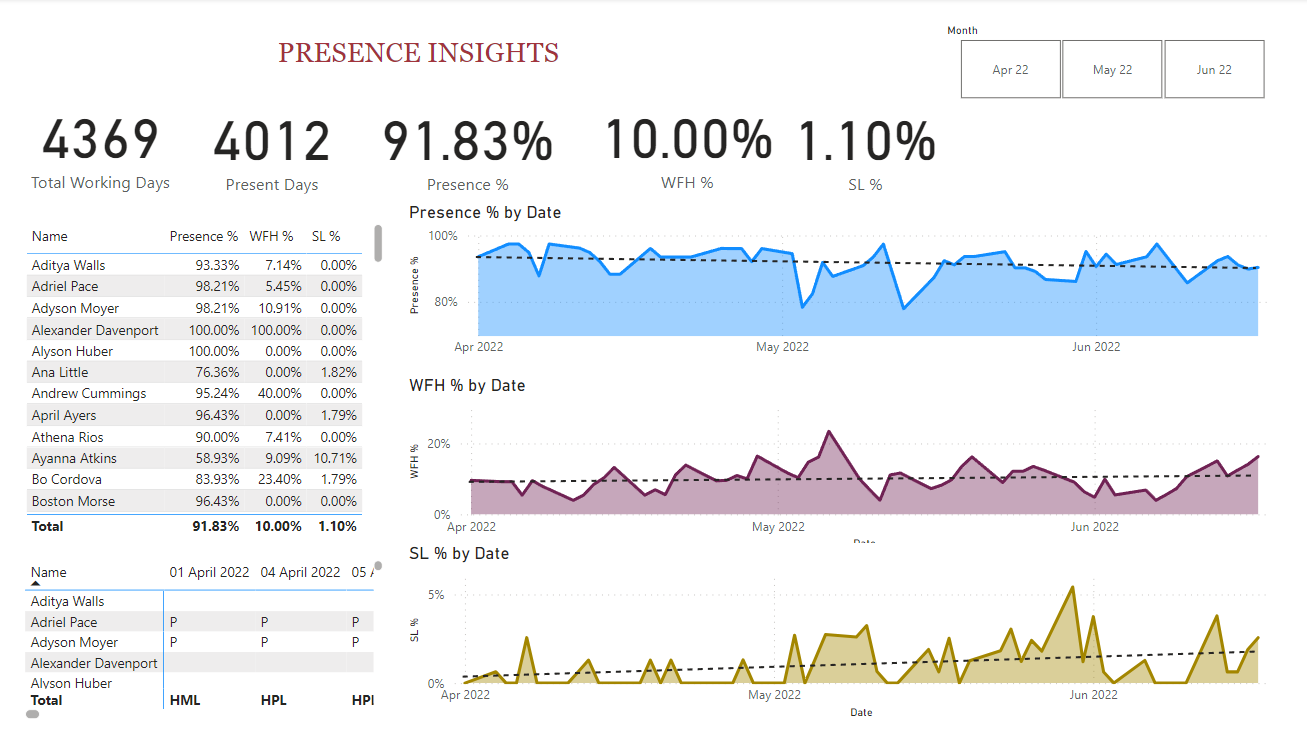 Month
PRESENCE INSIGHTS
Apr 22 May 22 Jun 22
4369 4012 91.83% 10.00% 1.10%
Total Working Days Present Days Presence % WFH % SL %
Name Presence % WFH % SL %
Aditya Walls 93.33% 7.14% 0.00%
Adriel Pace 98.21% 5.45% 0.00%
Adyson Moyer 98.21% 10.91% 0.00%
Alexander Davenport 100.00% 100.00% 0.00%
Alyson Huber 100.00% 0.00% 0.00%
Ana Little 76.36% 0.00% 1.82%
Andrew Cummings 95.24% 40.00% 0.00%
April Ayers 96.43% 0.00% 1.79%
Athena Rios 90.00% 7.41% 0.00%
Ayanna Atkins 58.93% 9.09% 10.71%
Bo Cordova 83.93% 23.40% 1.79%
Boston Morse 96.43% 0.00% 0.00%
Total 91.83% 10.00% 1.10%
Name 01 April 2022 04 April 2022 05
Aditya Walls
Adriel Pace P P P
Adyson Moyer P P P
Alexander Davenport
Alyson Huber
Total HML HPL HPL
Presence % by Date
Presence %
100%
80%
Apr 2022 May 2022 Jun 2022
WFH % by Date
WFH %
20%
0%
Apr 2022 May 2022 Jun 2022
Date
SL % by Date
SL %
5%
0%
Apr 2022 May 2022 Jun 2022
Date